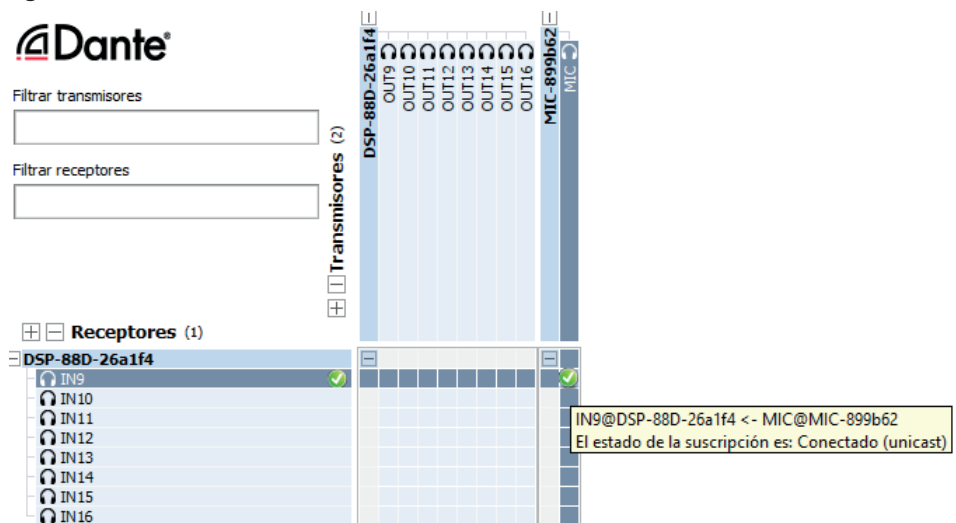 Dante®
Filtrar transmisores
Filtrar receptores
Transmisores (2)
DSP-88D-26a1f4
OUT9
OUT10
OUT11
OUT12
OUT13
OUT14
OUT15
OUT16
MIC-899b62
MIC
Receptores (1)
DSP-88D-26a1f4
IN9
IN10
IN11
IN12
IN13
IN14
IN15
IN16
IN9@DSP-88D-26a1f4 <- MIC@MIC-899b62
El estado de la suscripción es: Conectado (unicast)